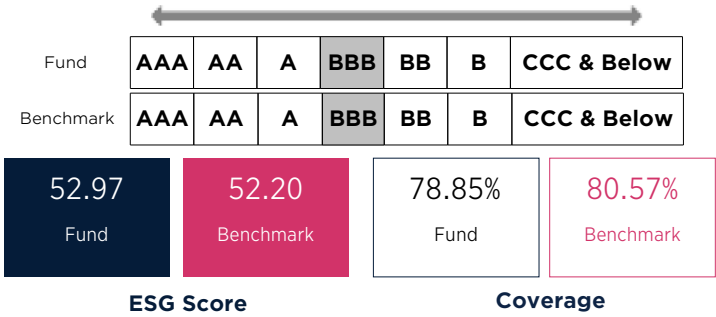 Fund AAA AA A BBB BB B CCC & Below
Benchmark AAA AA A BBB BB B CCC & Below
52.97 52.20 78.85% 80.57%
Fund Benchmark Fund Benchmark
ESG Score Coverage